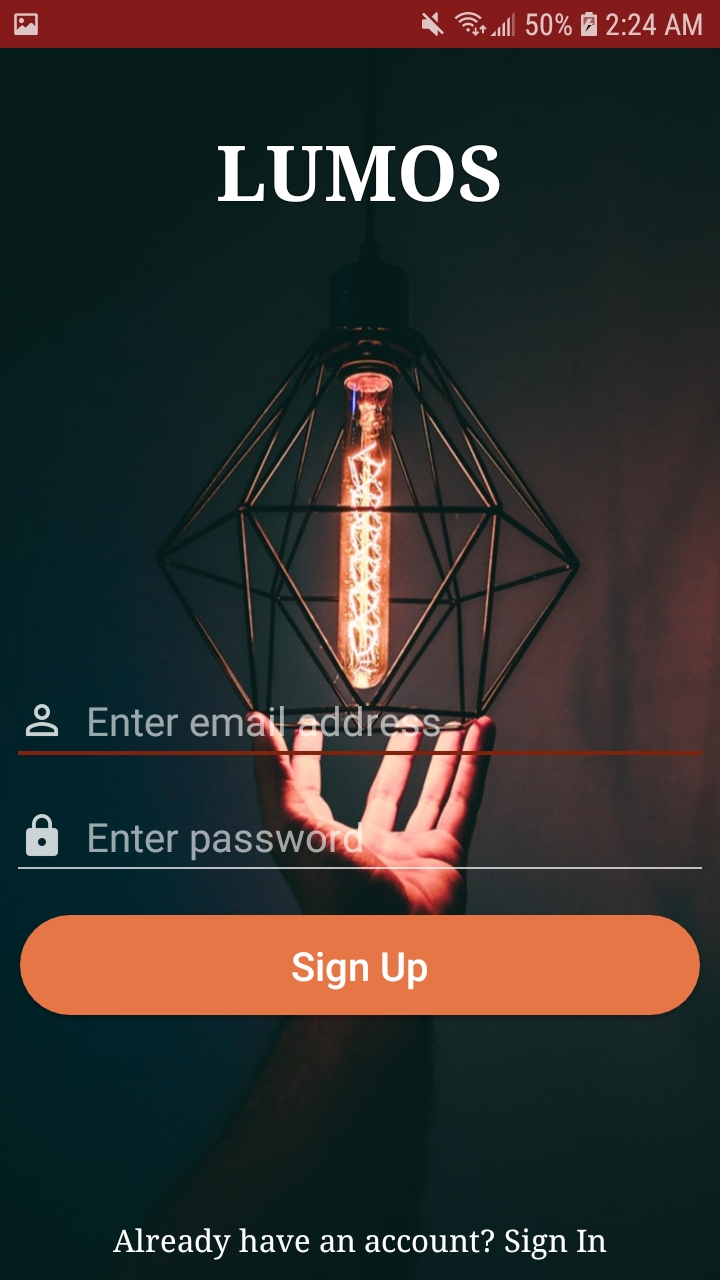 50% 2:24 AM
LUMOS
Enter email address
Enter password
Sign Up
Already have an account? Sign In